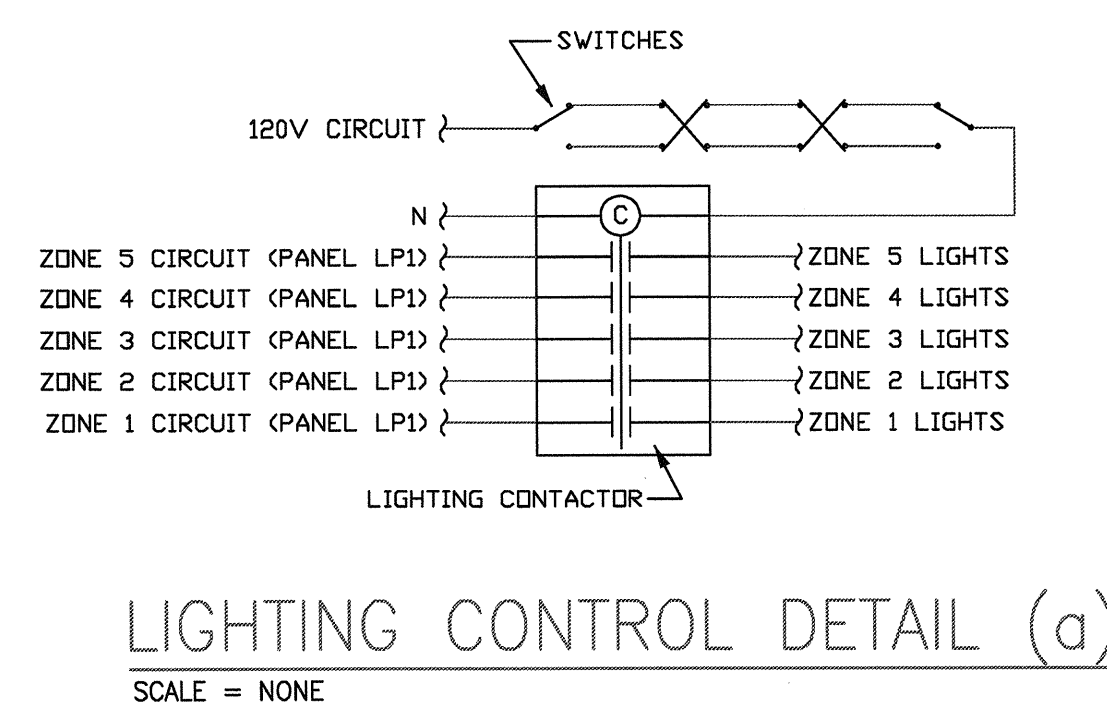 SWITCHES
120V CIRCUIT
N
C
ZONE 5 CIRCUIT (PANEL LP1)
ZONE 5 LIGHTS
ZONE 4 CIRCUIT (PANEL LP1)
ZONE 4 LIGHTS
ZONE 3 CIRCUIT (PANEL LP1)
ZONE 3 LIGHTS
ZONE 2 CIRCUIT (PANEL LP1)
ZONE 2 LIGHTS
ZONE 1 CIRCUIT (PANEL LP1)
ZONE 1 LIGHTS
LIGHTING CONTACTOR
LIGHTING CONTROL DETAIL (a)
SCALE = NONE